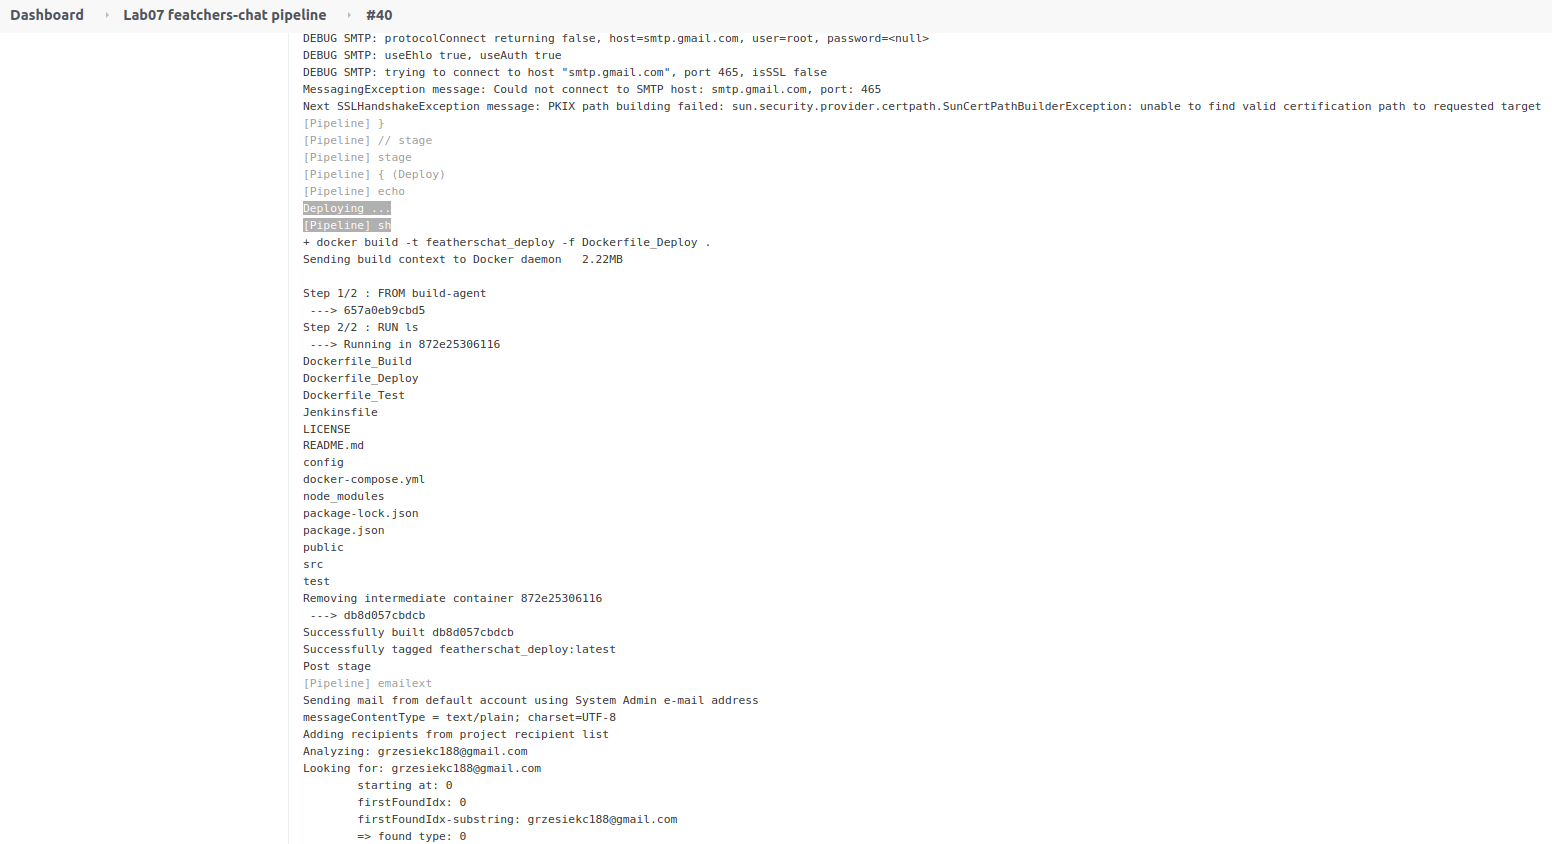 Dashboard › Lab07 featchers-chat pipeline › #40
DEBUG SMTP: protocolConnect returning false, host=smtp.gmail.com, user=root, password=<null>
DEBUG SMTP: useEhlo true, useAuth true
DEBUG SMTP: trying to connect to host "smtp.gmail.com", port 465, isSSL false
MessagingException message: Could not connect to SMTP host: smtp.gmail.com, port: 465
Next SSLHandshakeException message: PKIX path building failed: sun.security.provider.certpath.SunCertPathBuilderException: unable to find valid certification path to requested target
[Pipeline] }
[Pipeline] // stage
[Pipeline] stage
[Pipeline] { (Deploy)
[Pipeline] echo
Deploying ...
[Pipeline] sh
+ docker build -t featherschat_deploy -f Dockerfile_Deploy .
Sending build context to Docker daemon   2.22MB
Step 1/2 : FROM build-agent
 ---> 657a0eb9cbd5
Step 2/2 : RUN ls
 ---> Running in 872e25306116
Dockerfile_Build
Dockerfile_Deploy
Dockerfile_Test
Jenkinsfile
LICENSE
README.md
config
docker-compose.yml
node_modules
package-lock.json
package.json
public
src
test
Removing intermediate container 872e25306116
 ---> db8d057cbdcb
Successfully built db8d057cbdcb
Successfully tagged featherschat_deploy:latest
Post stage
[Pipeline] emailext
Sending mail from default account using System Admin e-mail address
messageContentType = text/plain; charset=UTF-8
Adding recipients from project recipient list
Analyzing: grzesiekc188@gmail.com
Looking for: grzesiekc188@gmail.com
        starting at: 0
        firstFoundIdx: 0
        firstFoundIdx-substring: grzesiekc188@gmail.com
        => found type: 0